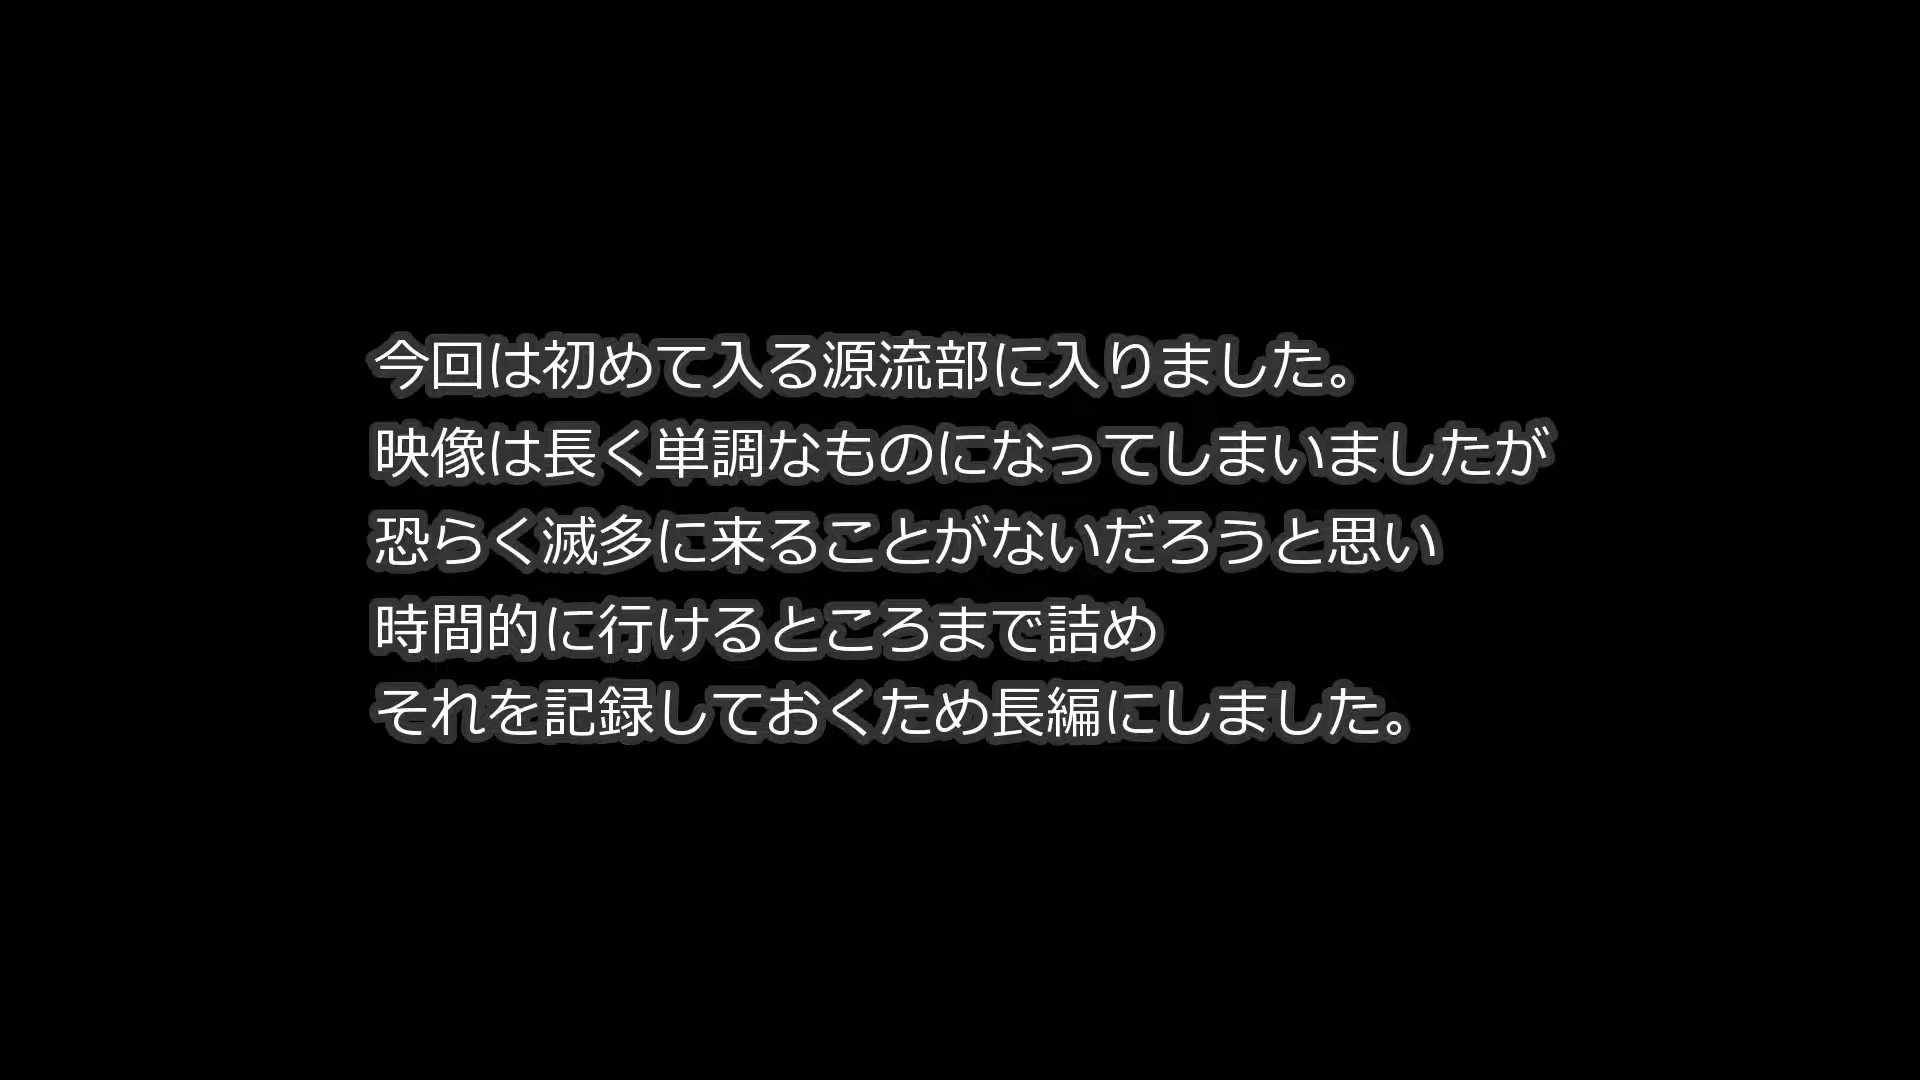 今回は初めて入る源流部に入りました。
映像は長く単調なものになってしまいましたが
恐らく滅多に来ることがないだろうと思い
時間的に行けるところまで詰め
それを記録しておくため長編にしました。